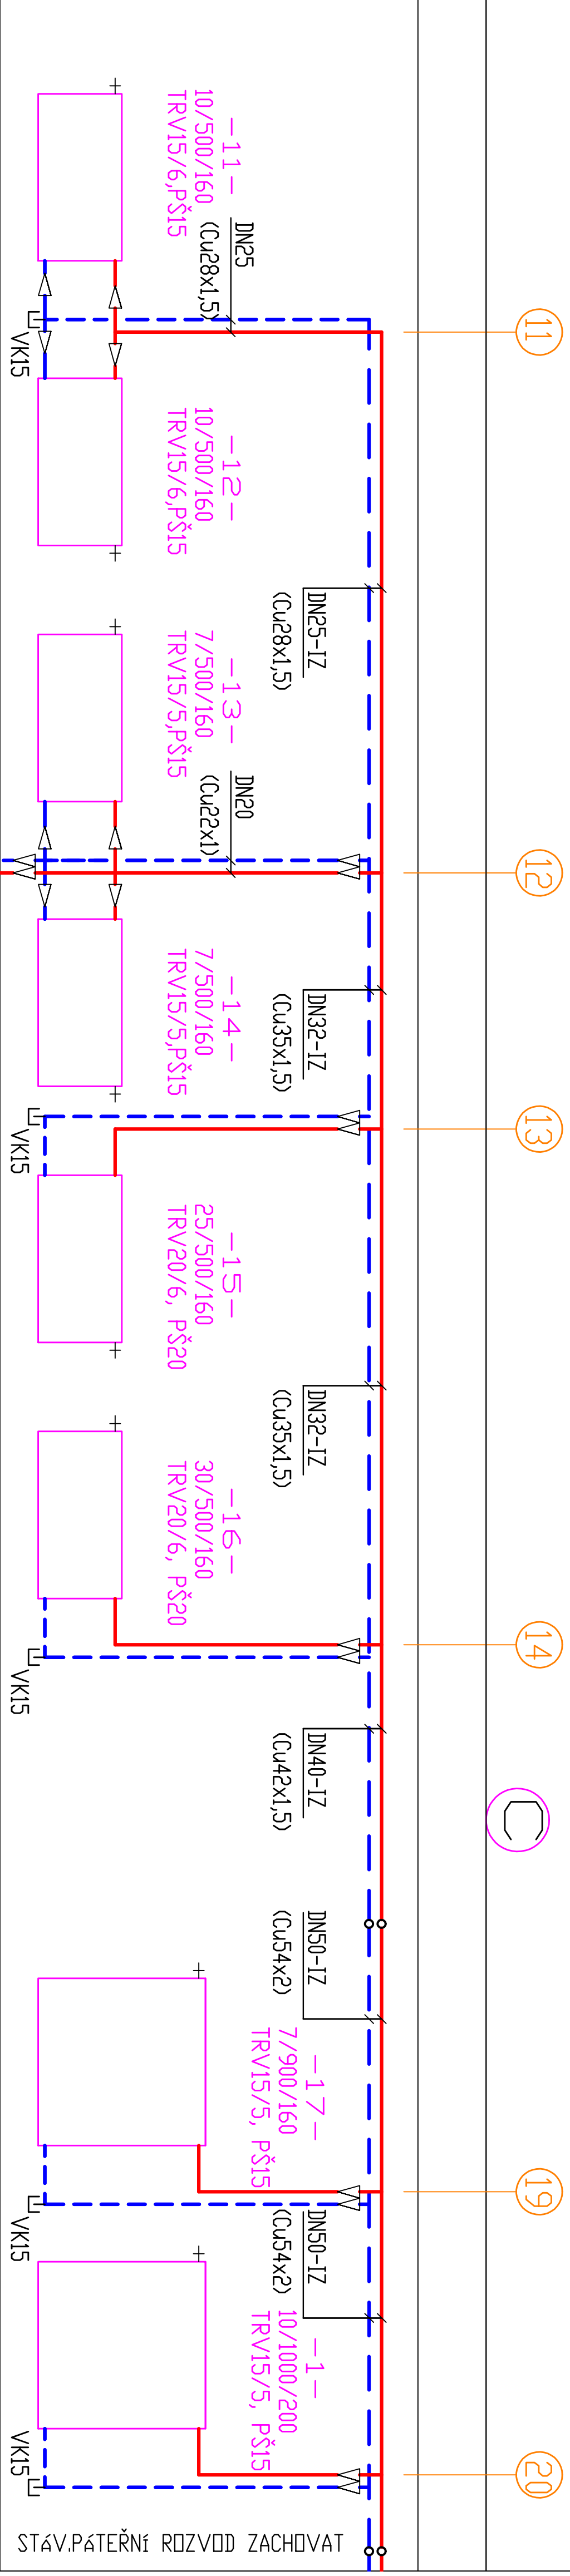 -11-
10/500/160
TRV15/6,PŠ15
DN25
(Cu28x1,5)
11
VK15
-12-
10/500/160
TRV15/6,PŠ15
DN25-IZ
(Cu28x1,5)
-13-
7/500/160
TRV15/5,PŠ15
DN20
(Cu22x1)
12
-14-
7/500/160
TRV15/5,PŠ15
DN32-IZ
(Cu35x1,5)
13
VK15
-15-
25/500/160
TRV20/6, PŠ20
DN32-IZ
(Cu35x1,5)
-16-
30/500/160
TRV20/6, PŠ20
14
VK15
DN40-IZ
(Cu42x1,5)
C
DN50-IZ
(Cu54x2)
-17-
7/900/160
TRV15/5, PŠ15
19
VK15
DN50-IZ
(Cu54x2)
-1-
10/1000/200
TRV15/5, PŠ15
20
VK15
STÁV.PÁTEŘNÍ ROZVOD ZACHOVAT